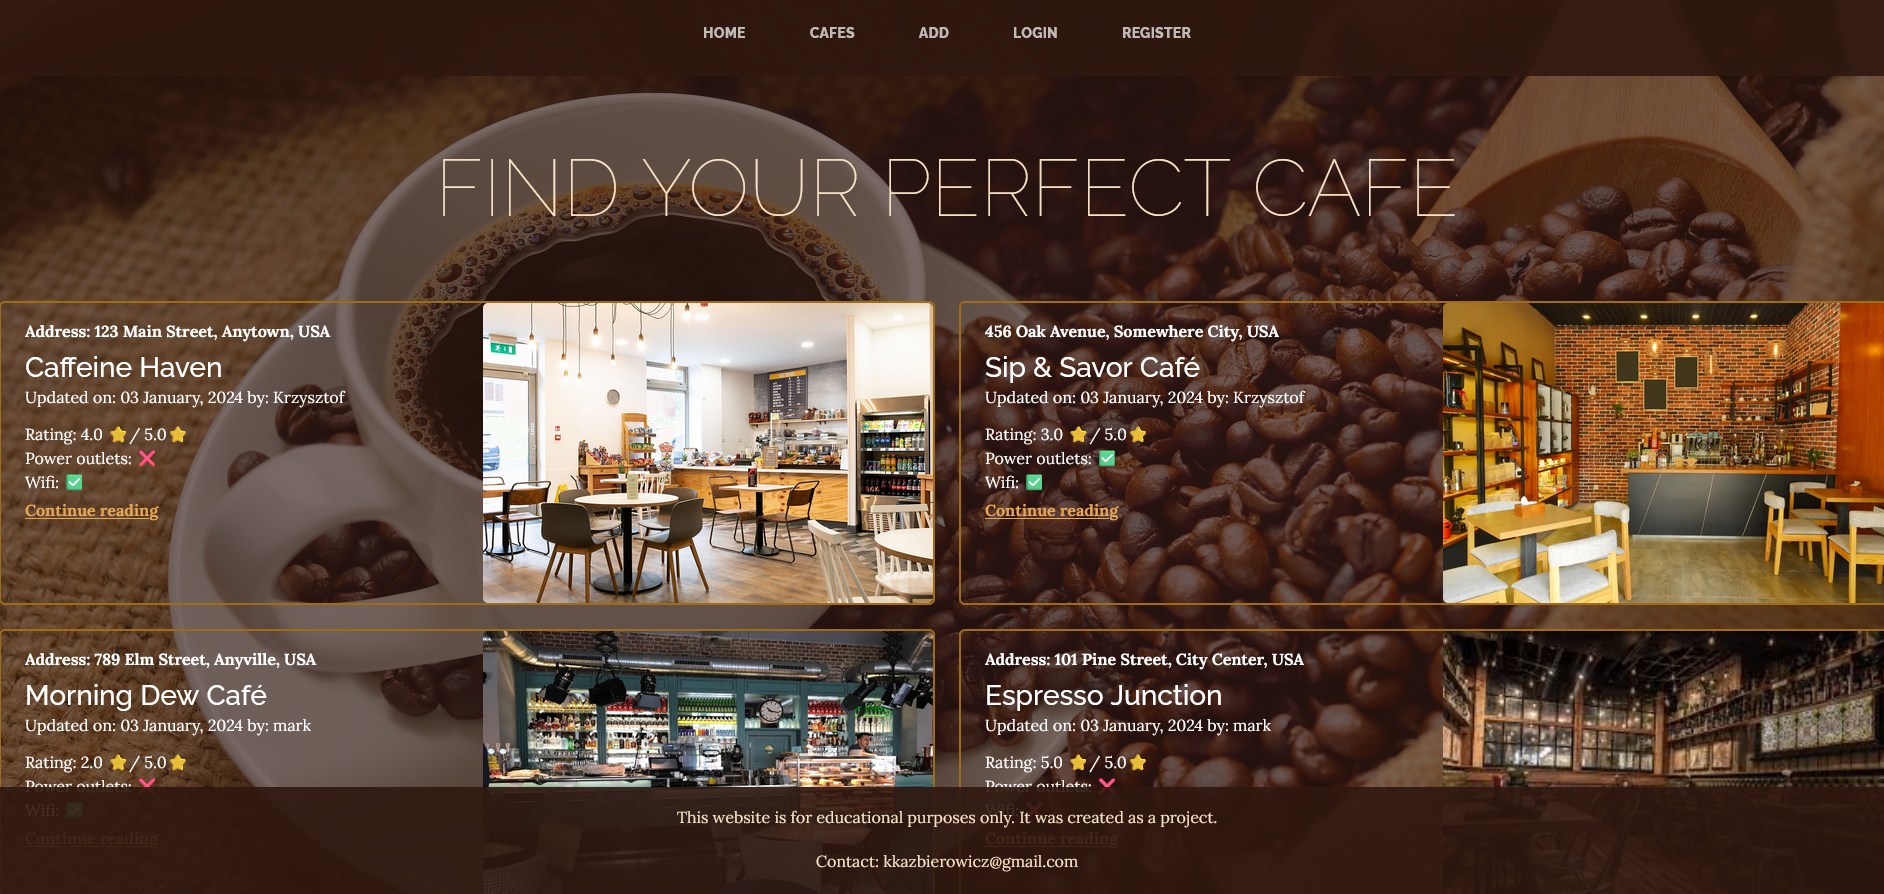 HOME CAFES ADD LOGIN REGISTER
FIND YOUR PERFECT CAFE
Address: 123 Main Street, Anytown, USA
Caffeine Haven
Updated on: 03 January, 2024 by: Krzysztof
Rating: 4.0 ⭐ / 5.0 ⭐
Power outlets: ❌
Wifi: ✅
Continue reading
456 Oak Avenue, Somewhere City, USA
Sip & Savor Café
Updated on: 03 January, 2024 by: Krzysztof
Rating: 3.0 ⭐ / 5.0 ⭐
Power outlets: ✅
Wifi: ✅
Continue reading
Address: 789 Elm Street, Anyville, USA
Morning Dew Café
Updated on: 03 January, 2024 by: mark
Rating: 2.0 ⭐ / 5.0 ⭐
Power outlets: ❌
Wifi: ✅
Continue reading
Address: 101 Pine Street, City Center, USA
Espresso Junction
Updated on: 03 January, 2024 by: mark
Rating: 5.0 ⭐ / 5.0 ⭐
Power outlets: ❌
Wifi: ❌
Continue reading
This website is for educational purposes only. It was created as a project.
Contact: kkazbierowicz@gmail.com